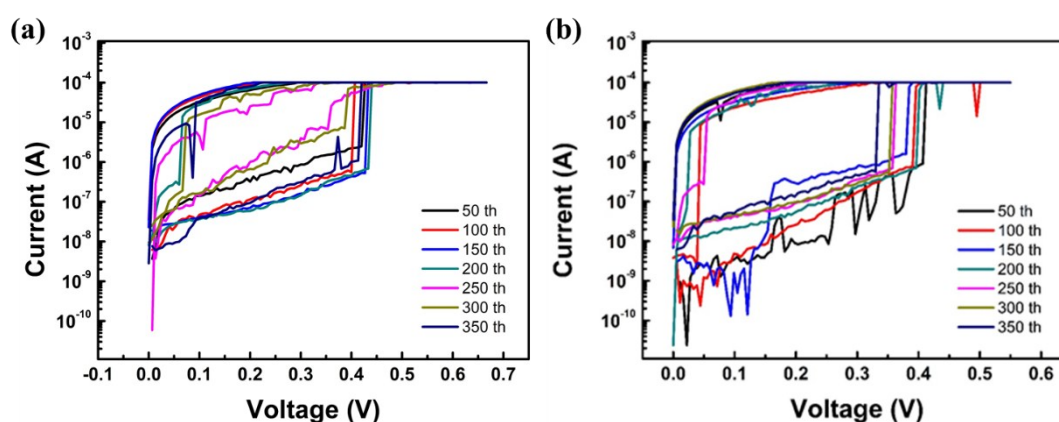 (a)
Current (A)
10⁻³
10⁻⁴
10⁻⁵
10⁻⁶
10⁻⁷
10⁻⁸
10⁻⁹
10⁻¹⁰
50 th
100 th
150 th
200 th
250 th
300 th
350 th
-0.1 0.0 0.1 0.2 0.3 0.4 0.5 0.6 0.7
Voltage (V)
(b)
Current (A)
10⁻³
10⁻⁴
10⁻⁵
10⁻⁶
10⁻⁷
10⁻⁸
10⁻⁹
10⁻¹⁰
50 th
100 th
150 th
200 th
250 th
300 th
350 th
0.0 0.1 0.2 0.3 0.4 0.5 0.6
Voltage (V)